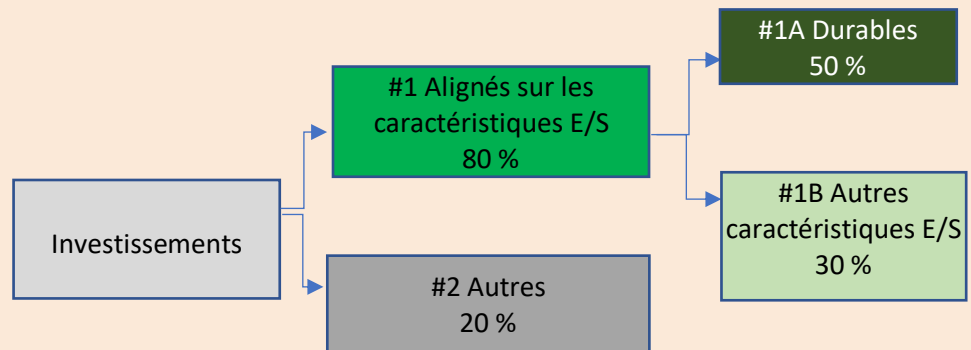 Investissements
#1 Alignés sur les
caractéristiques E/S
80 %
#2 Autres
20 %
#1A Durables
50 %
#1B Autres
caractéristiques E/S
30 %